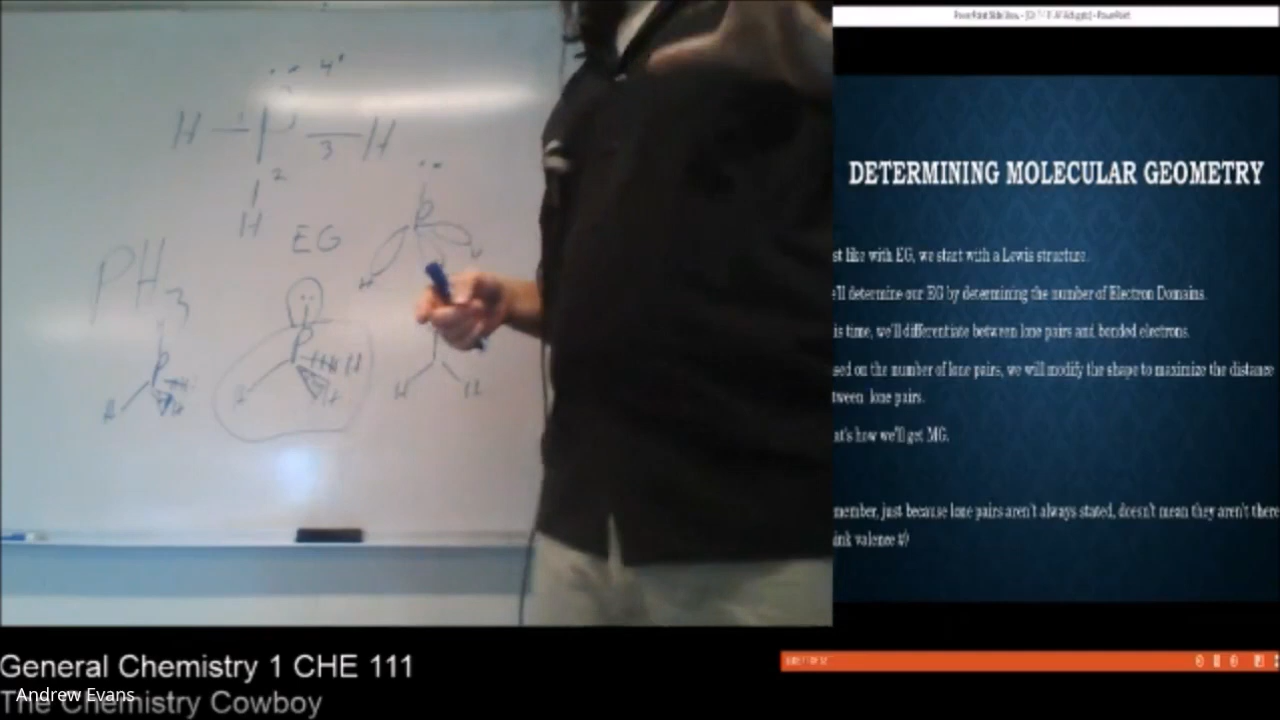 4
H P 3 H
2
H
EG
PH3
P
P
P
H
DETERMINING MOLECULAR GEOMETRY
st like with EG, we start with a Lewis structure.
'll determine our EG by determining the number of Electron Domains.
is time, we'll differentiate between lone pairs and bonded electrons.
sed on the number of lone pairs, we will modify the shape to maximize the distance
tween lone pairs.
at's how we'll get MG.
member, just because lone pairs aren't always stated, doesn't mean they aren't there
ink valence #)
General Chemistry 1 CHE 111
Andrew Evans
The Chemistry Cowboy